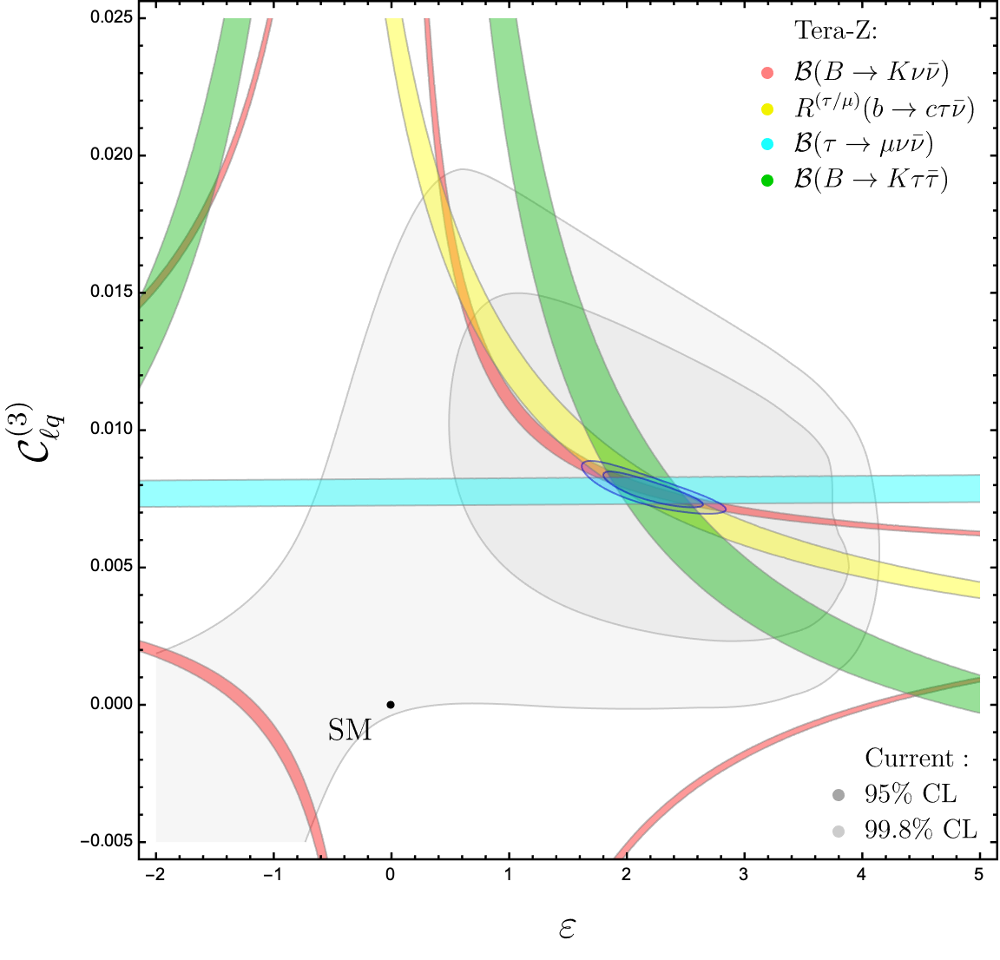 Tera-Z:
ℬ(B → Kνν̄)
R^(τ/μ)(b → cτν̄)
ℬ(τ → μνν̄)
ℬ(B → Kττ̄)
0.025
0.020
0.015
0.010
0.005
0.000
−0.005
𝒞_ℓq^(3)
SM
Current :
95% CL
99.8% CL
−2 −1 0 1 2 3 4 5
ε